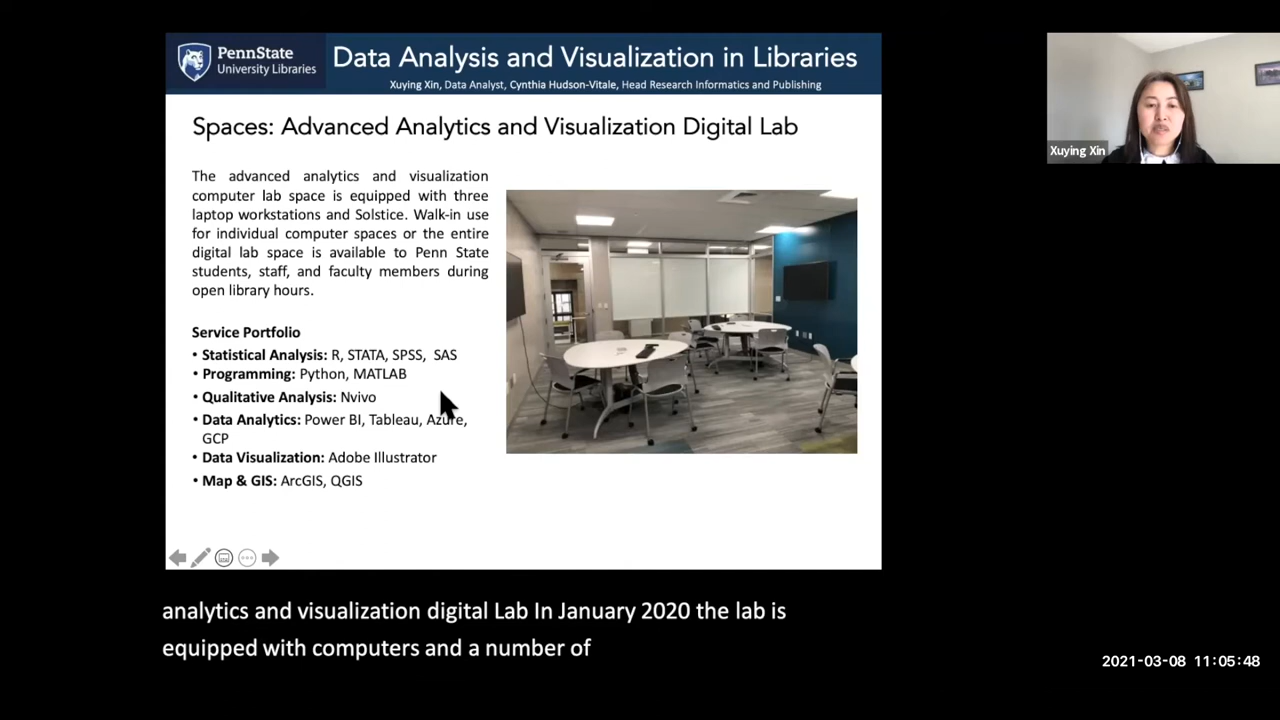 PennState
University Libraries
Data Analysis and Visualization in Libraries
Xuying Xin, Data Analyst, Cynthia Hudson-Vitale, Head Research Informatics and Publishing
Spaces: Advanced Analytics and Visualization Digital Lab
The advanced analytics and visualization
computer lab space is equipped with three
laptop workstations and Solstice. Walk-in use
for individual computer spaces or the entire
digital lab space is available to Penn State
students, staff, and faculty members during
open library hours.
Service Portfolio
• Statistical Analysis: R, STATA, SPSS, SAS
• Programming: Python, MATLAB
• Qualitative Analysis: Nvivo
• Data Analytics: Power BI, Tableau, Azure,
GCP
• Data Visualization: Adobe Illustrator
• Map & GIS: ArcGIS, QGIS
Xuying Xin
analytics and visualization digital Lab In January 2020 the lab is
equipped with computers and a number of
2021-03-08 11:05:48